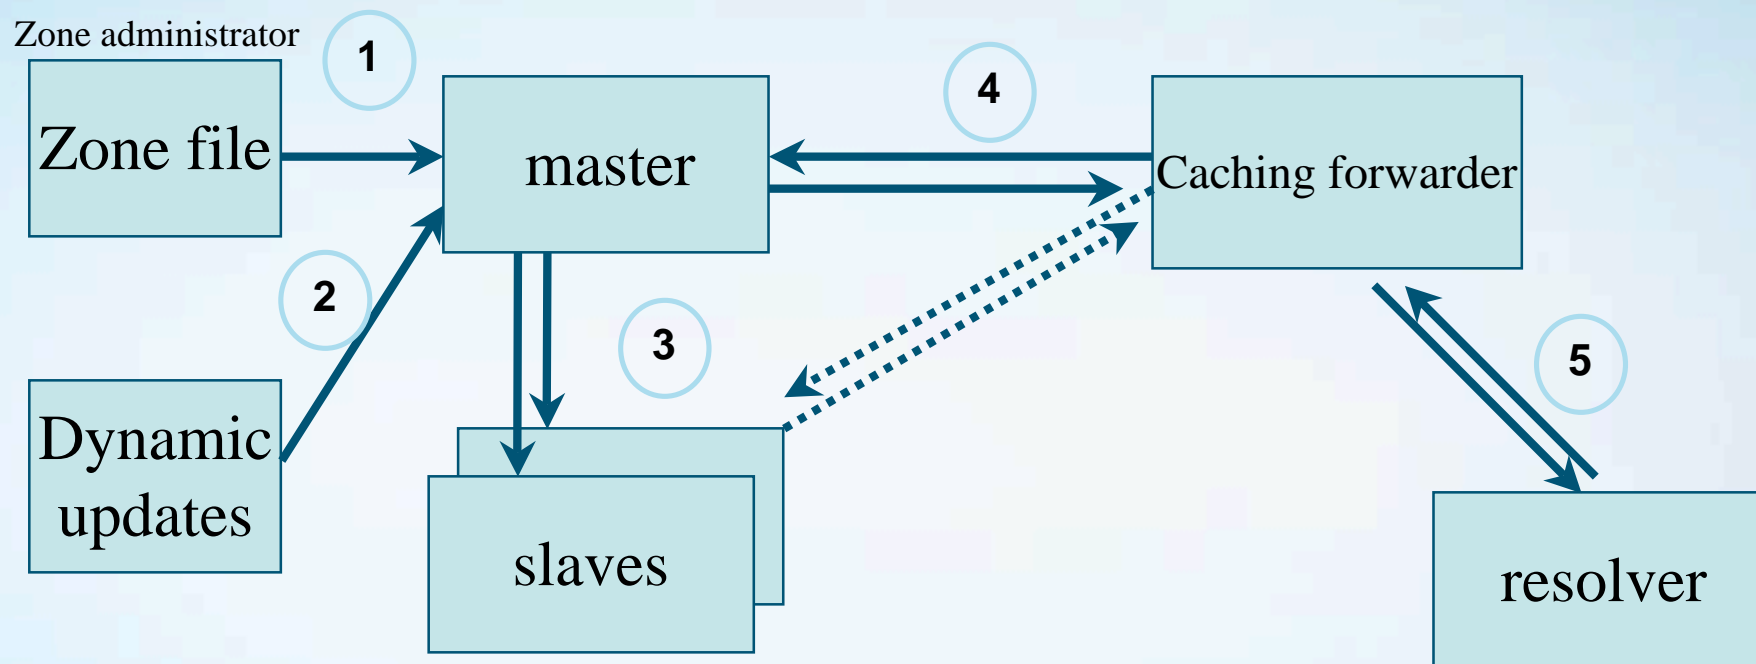 Zone administrator
1
4
Zone file
master
Caching forwarder
2
3
5
Dynamic
updates
slaves
resolver